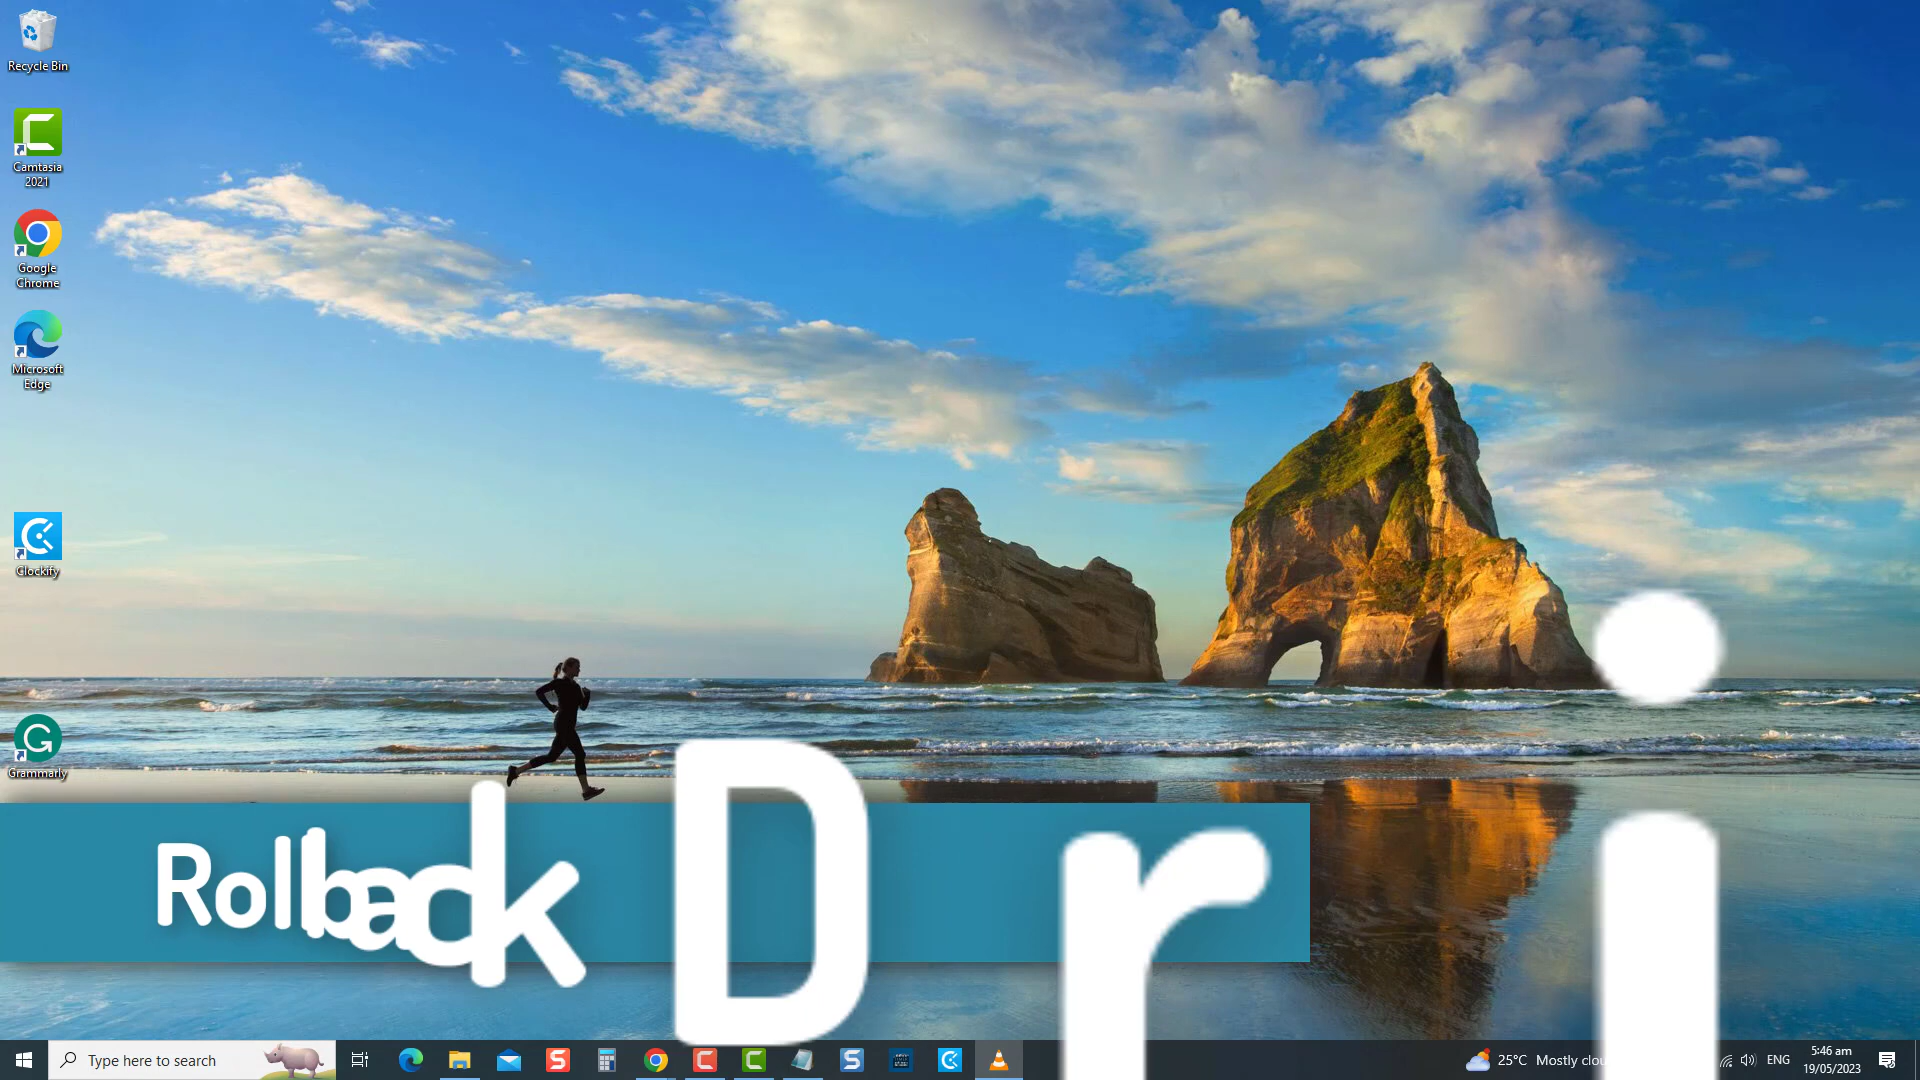 Recycle Bin
Camtasia
2021
Google
Chrome
Microsoft
Edge
Clockify
Grammarly
Rollback Dri
Type here to search
25°C Mostly clou
ENG
5:46 am
19/05/2023